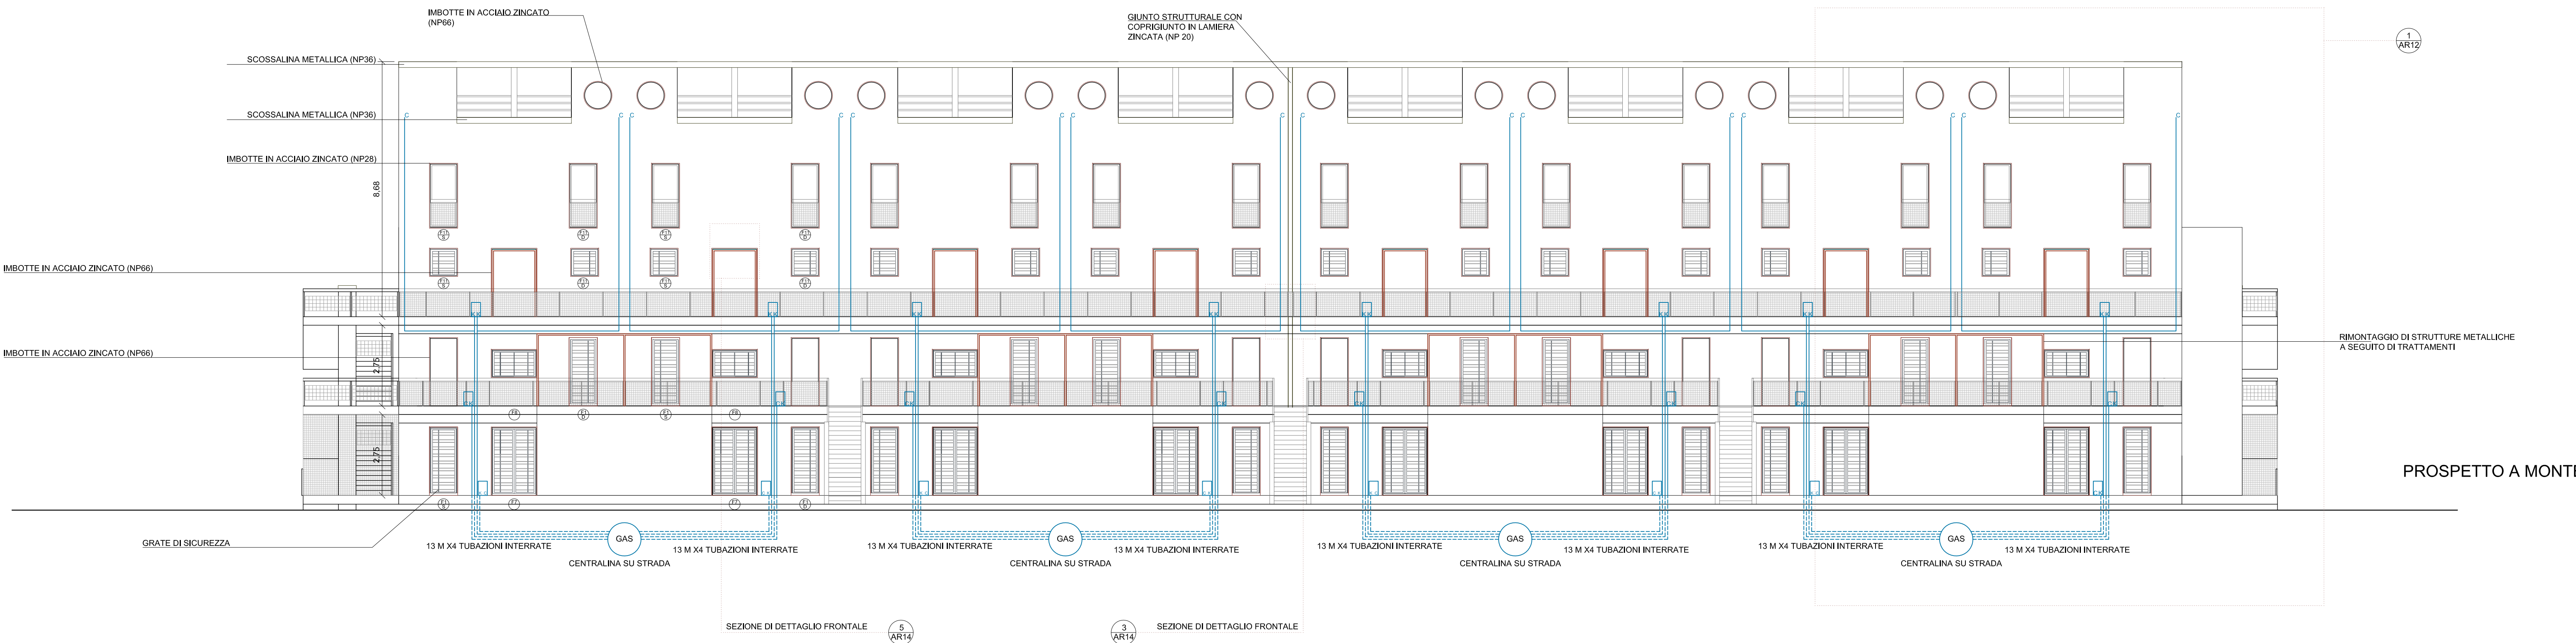 IMBOTTE IN ACCIAIO ZINCATO
(NP66)
GIUNTO STRUTTURALE CON
COPRIGIUNTO IN LAMIERA
ZINCATA (NP 20)
1
AR12
SCOSSALINA METALLICA (NP36)
SCOSSALINA METALLICA (NP36)
IMBOTTE IN ACCIAIO ZINCATO (NP28)
8,68
IMBOTTE IN ACCIAIO ZINCATO (NP66)
IMBOTTE IN ACCIAIO ZINCATO (NP66)
2,75
RIMONTAGGIO DI STRUTTURE METALLICHE
A SEGUITO DI TRATTAMENTI
2,75
PROSPETTO A MONTE
GRATE DI SICUREZZA
13 M X4 TUBAZIONI INTERRATE
GAS
13 M X4 TUBAZIONI INTERRATE
CENTRALINA SU STRADA
13 M X4 TUBAZIONI INTERRATE
GAS
13 M X4 TUBAZIONI INTERRATE
CENTRALINA SU STRADA
13 M X4 TUBAZIONI INTERRATE
GAS
13 M X4 TUBAZIONI INTERRATE
CENTRALINA SU STRADA
13 M X4 TUBAZIONI INTERRATE
GAS
13 M X4 TUBAZIONI INTERRATE
CENTRALINA SU STRADA
SEZIONE DI DETTAGLIO FRONTALE
5
AR14
3
AR14
SEZIONE DI DETTAGLIO FRONTALE